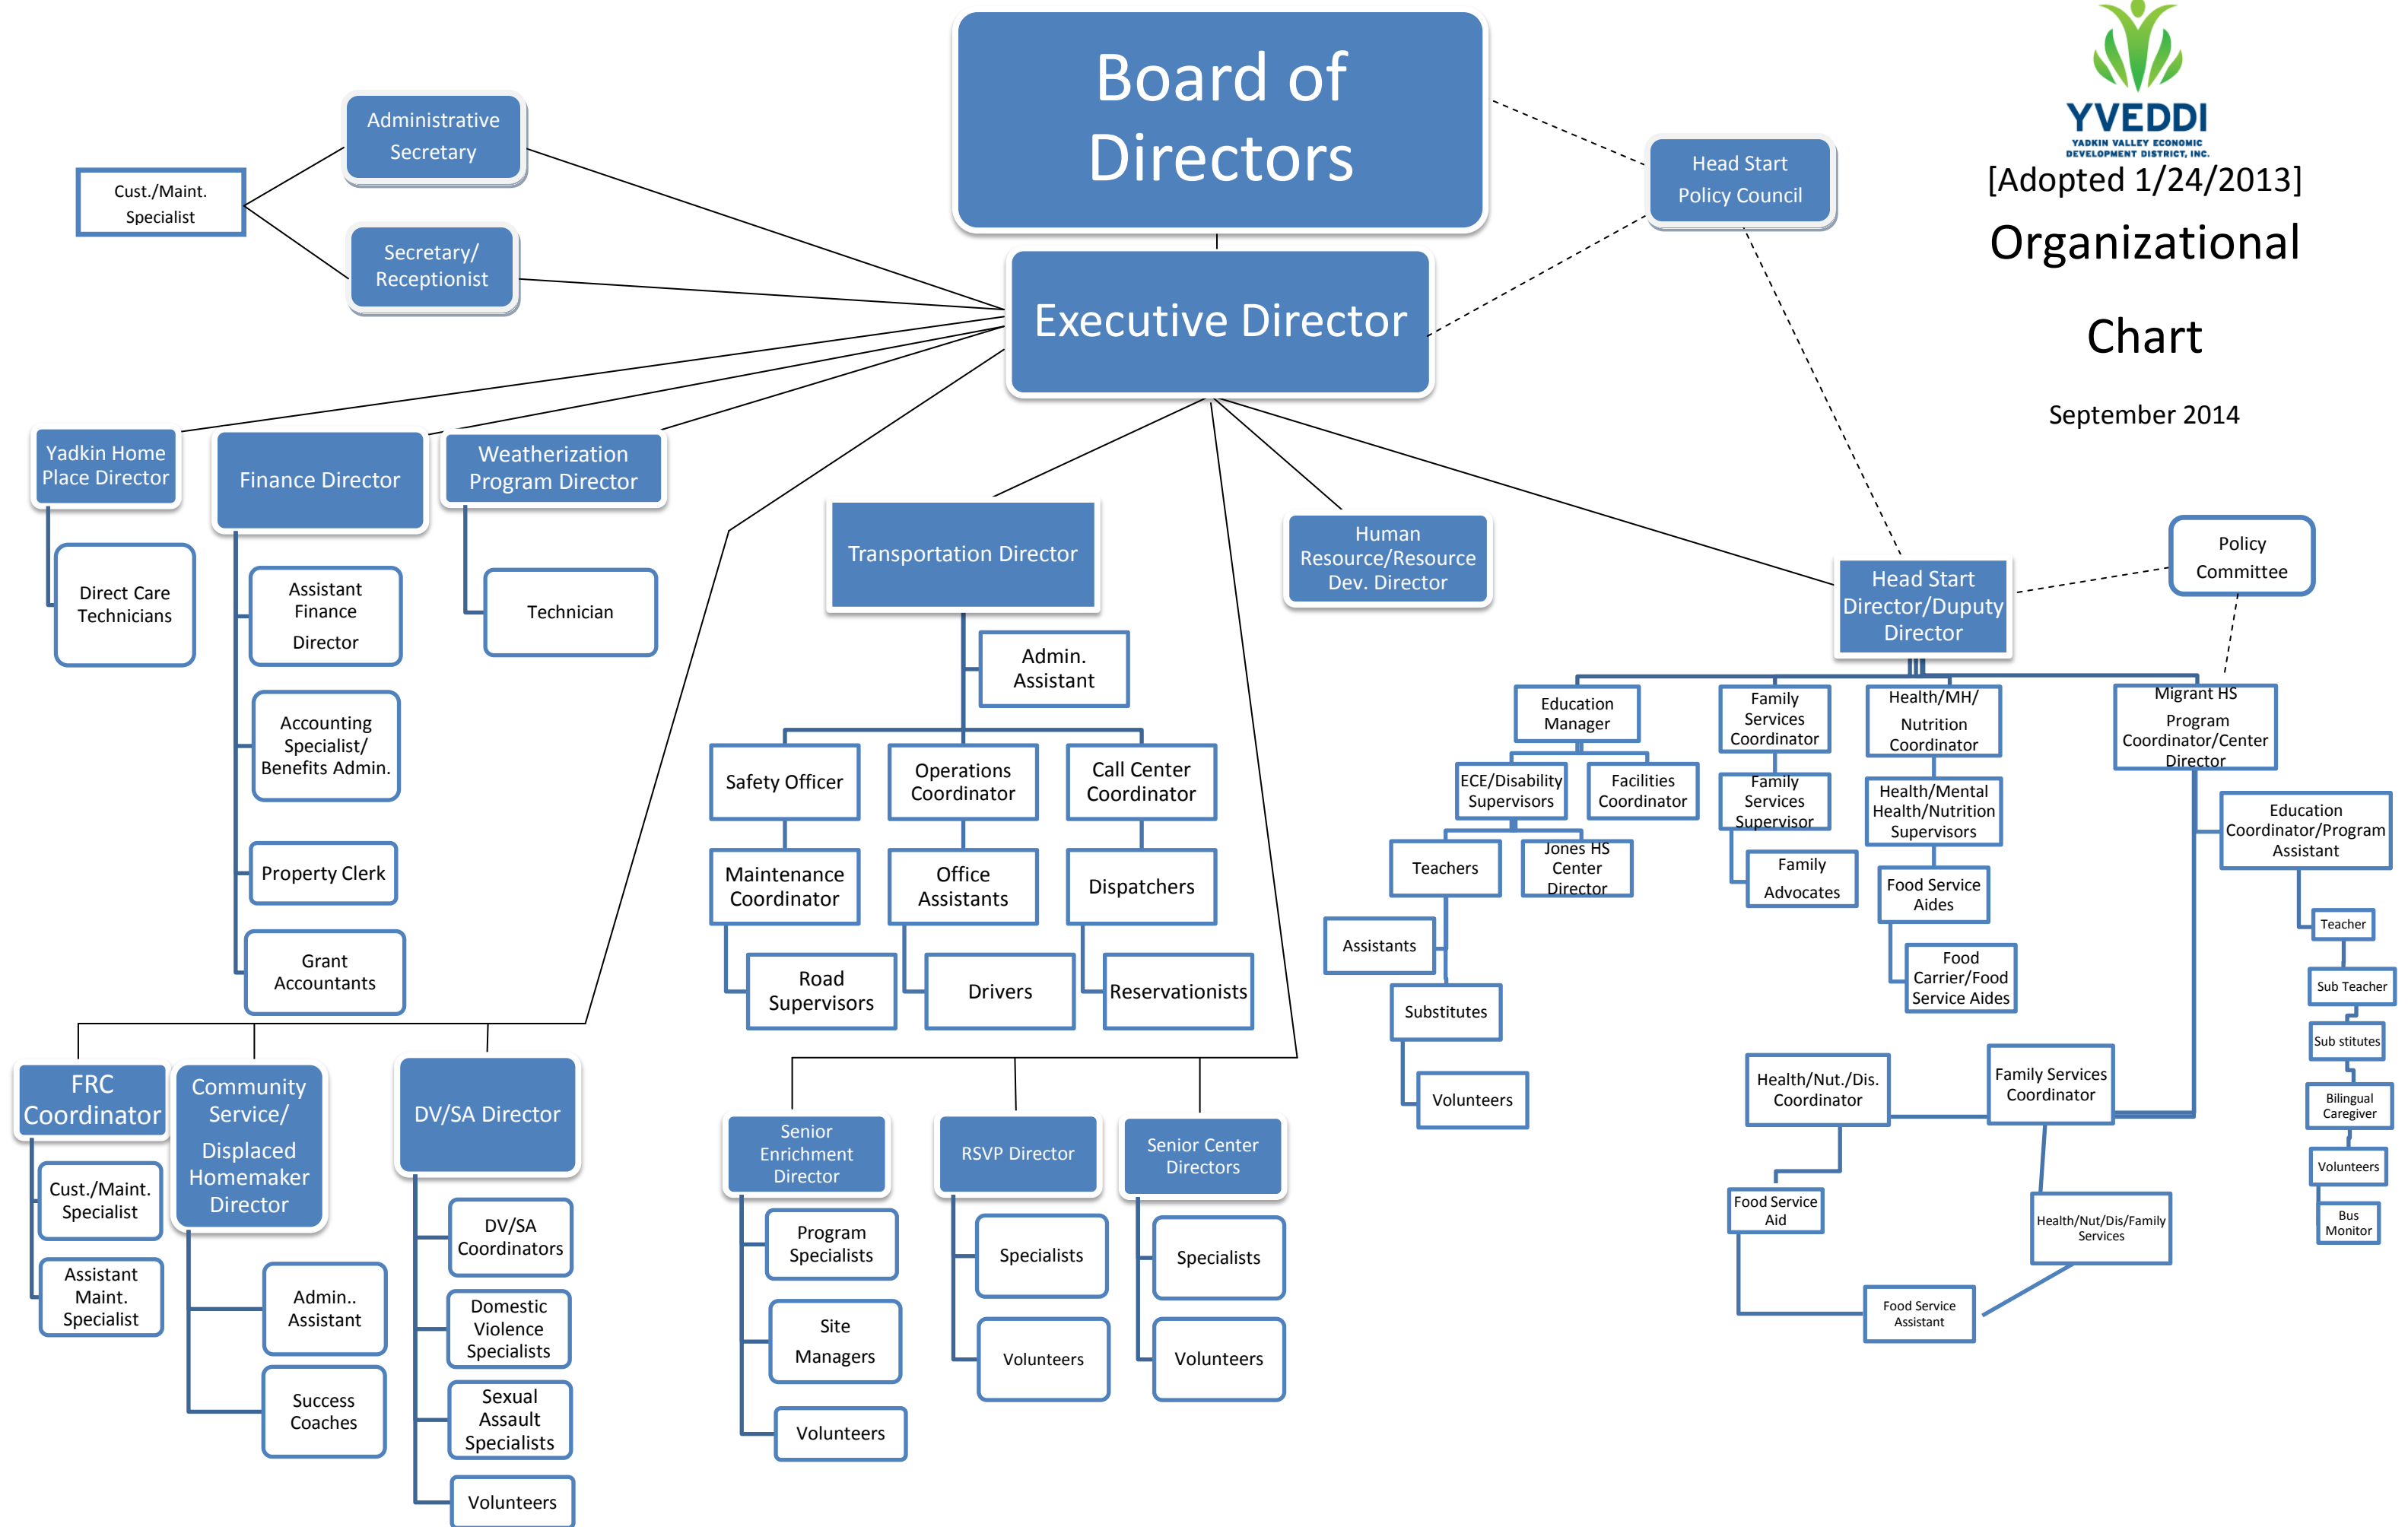 Board of
Directors
YVEDDI
YADKIN VALLEY ECONOMIC
DEVELOPMENT DISTRICT, INC.
[Adopted 1/24/2013]
Organizational
Chart
September 2014
Administrative
Secretary
Cust./Maint.
Specialist
Secretary/
Receptionist
Head Start
Policy Council
Executive Director
Yadkin Home
Place Director
Direct Care
Technicians
Finance Director
Assistant
Finance
Director
Accounting
Specialist/
Benefits Admin.
Property Clerk
Grant
Accountants
Weatherization
Program Director
Technician
Transportation Director
Admin.
Assistant
Safety Officer
Maintenance
Coordinator
Road
Supervisors
Operations
Coordinator
Office
Assistants
Drivers
Call Center
Coordinator
Dispatchers
Reservationists
Human
Resource/Resource
Dev. Director
Head Start
Director/Duputy
Director
Policy
Committee
Education
Manager
ECE/Disability
Supervisors
Facilities
Coordinator
Teachers
Jones HS
Center
Director
Assistants
Substitutes
Volunteers
Family
Services
Coordinator
Family
Services
Supervisor
Family
Advocates
Health/MH/
Nutrition
Coordinator
Health/Mental
Health/Nutrition
Supervisors
Food Service
Aides
Food
Carrier/Food
Service Aides
Migrant HS
Program
Coordinator/Center
Director
Education
Coordinator/Program
Assistant
Teacher
Sub Teacher
Sub stitutes
Bilingual
Caregiver
Volunteers
Bus
Monitor
Health/Nut./Dis.
Coordinator
Family Services
Coordinator
Food Service
Aid
Health/Nut/Dis/Family
Services
Food Service
Assistant
FRC
Coordinator
Cust./Maint.
Specialist
Assistant
Maint.
Specialist
Community
Service/
Displaced
Homemaker
Director
Admin..
Assistant
Success
Coaches
DV/SA Director
DV/SA
Coordinators
Domestic
Violence
Specialists
Sexual
Assault
Specialists
Volunteers
Senior
Enrichment
Director
Program
Specialists
Site
Managers
Volunteers
RSVP Director
Specialists
Volunteers
Senior Center
Directors
Specialists
Volunteers